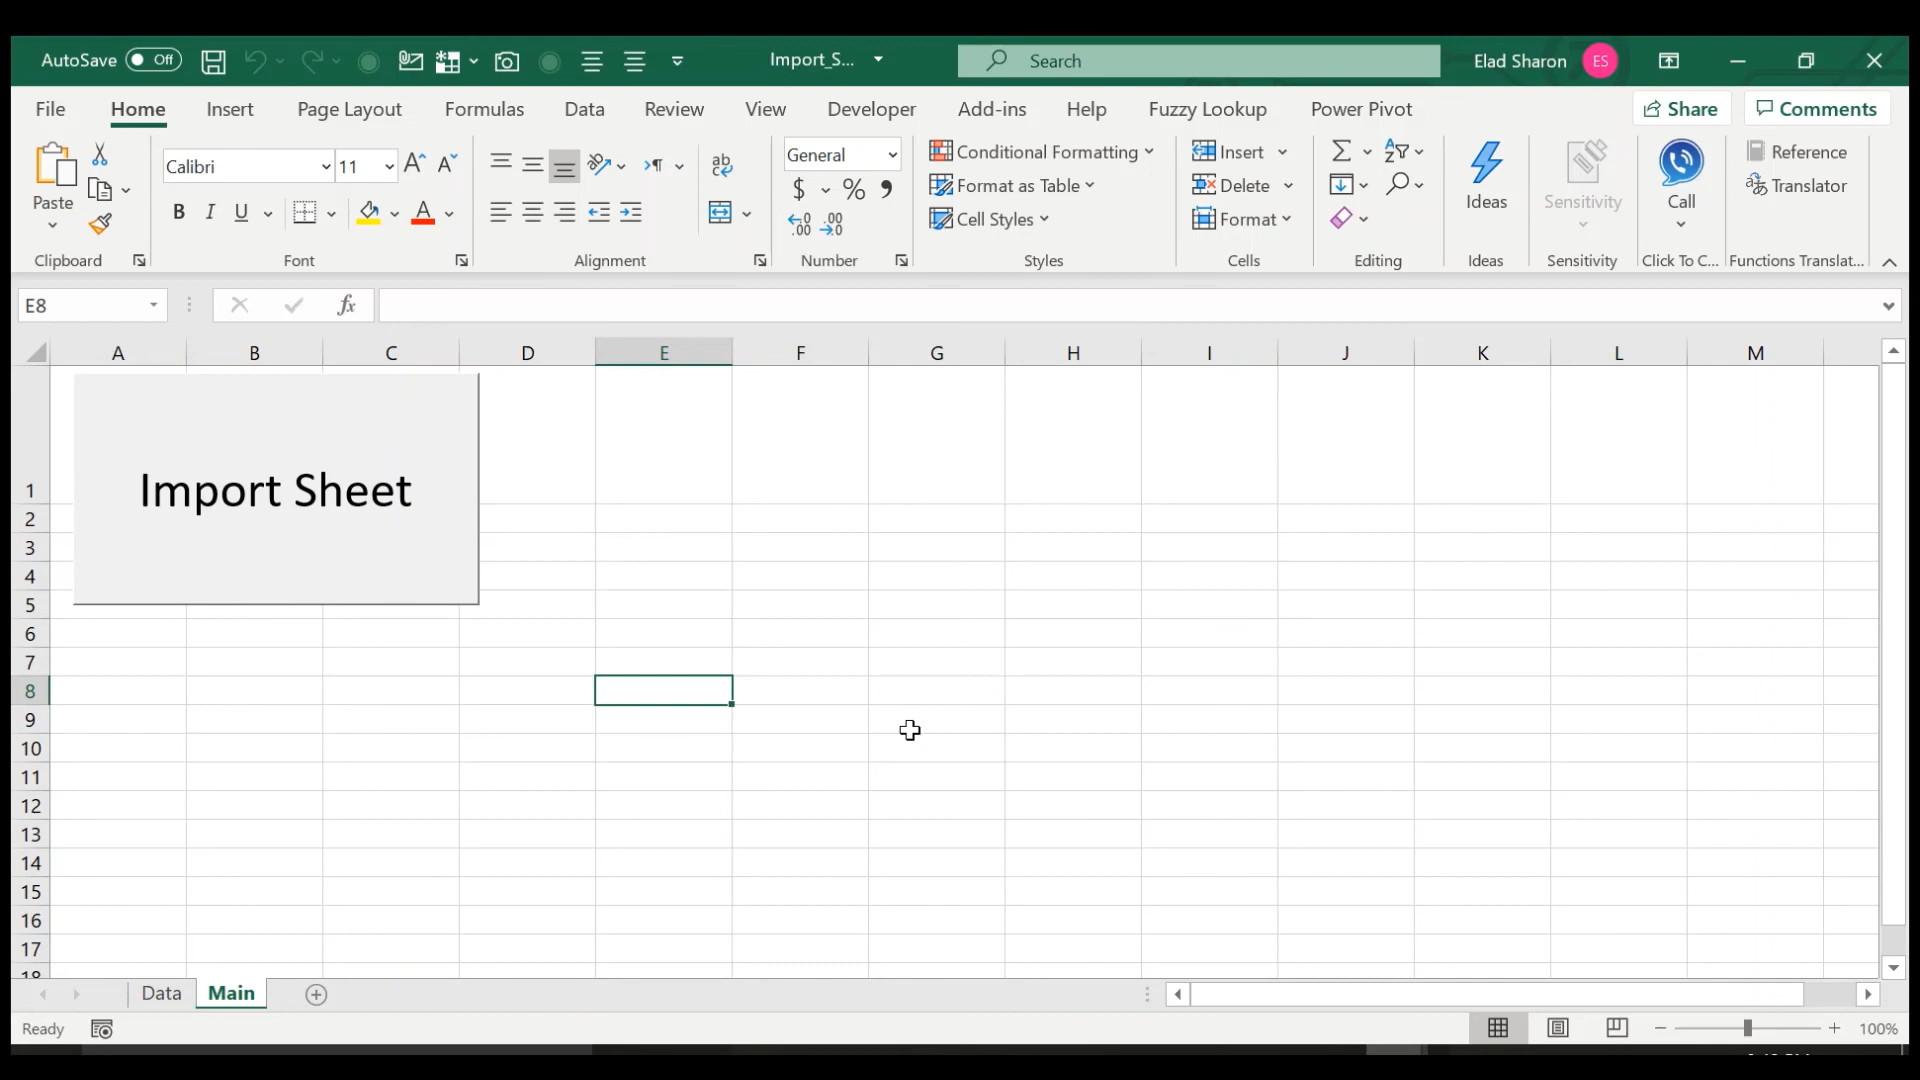 AutoSave Off Import_S... Search Elad Sharon ES
File Home Insert Page Layout Formulas Data Review View Developer Add-ins Help Fuzzy Lookup Power Pivot Share Comments
Calibri 11 General Conditional Formatting Insert Reference
Paste $ % Format as Table Delete Ideas Sensitivity Call Translator
B I U A Cell Styles Format
Clipboard Font Alignment Number Styles Cells Editing Ideas Sensitivity Click To C... Functions Translat...
E8 fx
A B C D E F G H I J K L M
Import Sheet
1
2
3
4
5
6
7
8
9
10
11
12
13
14
15
16
17
18
Data Main
Ready 100%